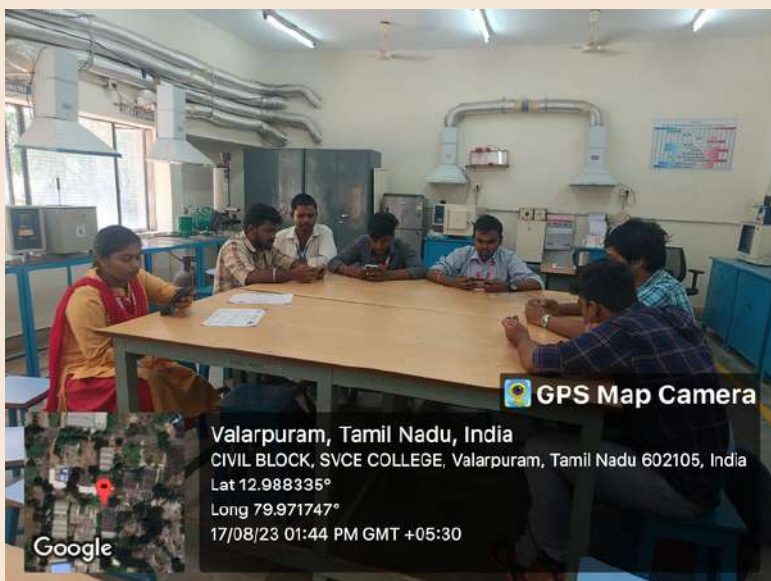 GPS Map Camera
Valarpuram, Tamil Nadu, India
CIVIL BLOCK, SVCE COLLEGE, Valarpuram, Tamil Nadu 602105, India
Lat 12.988335°
Long 79.971747°
17/08/23 01:44 PM GMT +05:30
Google